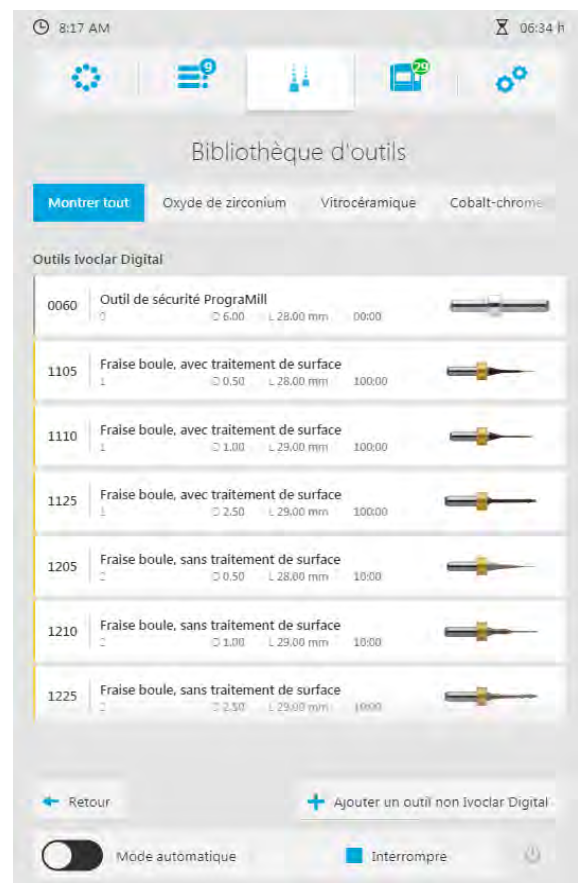 8:17 AM
06:34 h
9
29
Bibliothèque d'outils
Montrer tout
Oxyde de zirconium
Vitrocéramique
Cobalt-chrome
Outils Ivoclar Digital
0060
Outil de sécurité PrograMill
6.00 L 28.00 mm 00:00
1105
Fraise boule, avec traitement de surface
1 0.50 L 28.00 mm 100:00
1110
Fraise boule, avec traitement de surface
1 1.00 L 29.00 mm 100:00
1125
Fraise boule, avec traitement de surface
1 2.50 L 29.00 mm 100:00
1205
Fraise boule, sans traitement de surface
2 0.50 L 28.00 mm 10:00
1210
Fraise boule, sans traitement de surface
2 1.00 L 29.00 mm 10:00
1225
Fraise boule, sans traitement de surface
2 2.50 L 29.00 mm 10:00
Retour
Ajouter un outil non Ivoclar Digital
Mode automatique
Interrompre